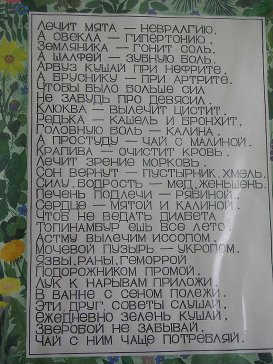 Лечит мята — невралгию.
А свекла — гипертонию.
Земляника — гонит соль,
А шалфей — зубную боль.
Арбуз кушай при нефрите,
А бруснику — при артрите.
Чтобы было больше сил
Не забудь про девясил.
Клюква — вылечит цистит,
Редька — кашель и бронхит.
Головную боль — калина,
А простуду — чай с малиной.
Крапива — очистит кровь.
Лечит зрение морковь.
Сон вернут — пустырник, хмель.
Силу, бодрость — мед, женьшень.
Печень подлечи — рябиной,
Сердце — мятой и калиной.
Чтоб не ведать диабета
Топинамбур ешь все лето.
Астму вылечим иссопом,
Мочевой пузырь — укропом.
Язвы, раны, геморрой
Подорожником промой.
Лук к нарывам приложи,
В ванне с сеном полежи.
Эти друг советы слушай,
Ежедневно зелень кушай,
Зверобой не забывай,
Чай с ним чаще потребляй.